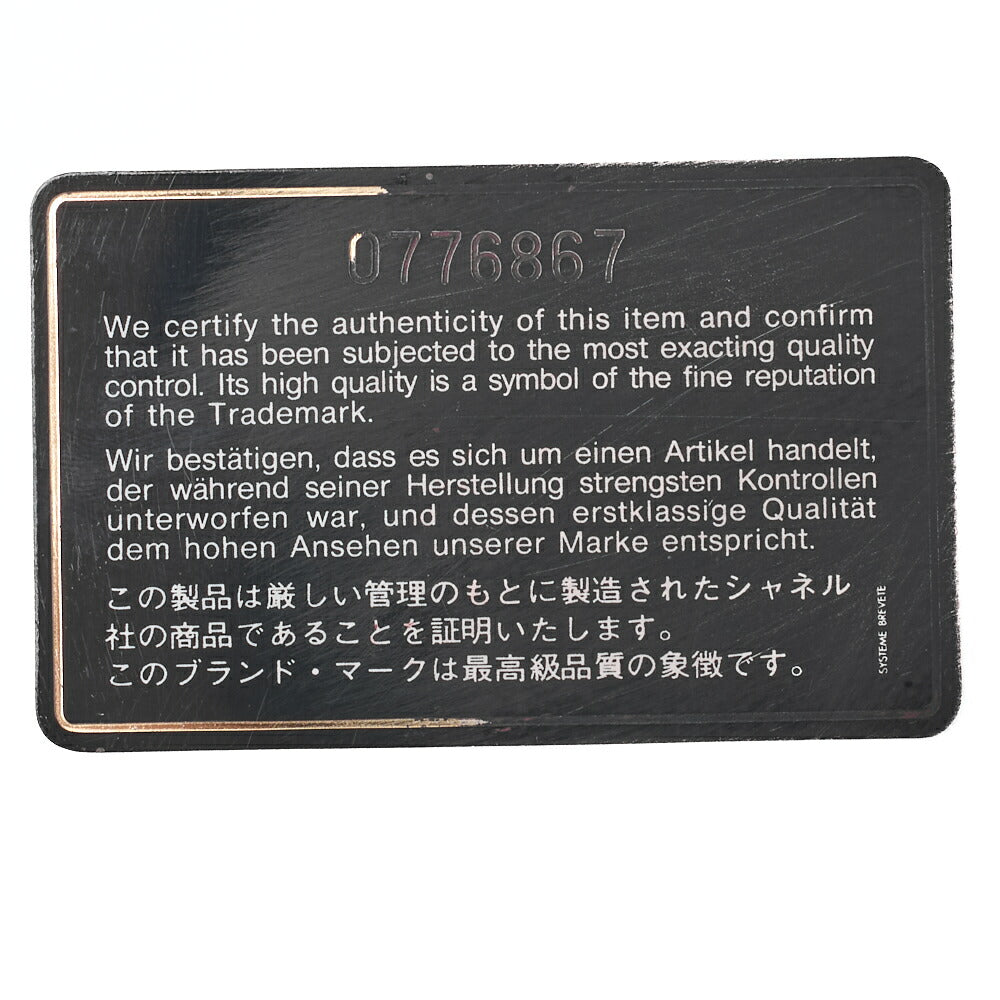 0776867
We certify the authenticity of this item and confirm
that it has been subjected to the most exacting quality
control. Its high quality is a symbol of the fine reputation
of the Trademark.
Wir bestätigen, dass es sich um einen Artikel handelt,
der während seiner Herstellung strengsten Kontrollen
unterworfen war, und dessen erstklassige Qualität
dem hohen Ansehen unserer Marke entspricht.
この製品は厳しい管理のもとに製造されたシャネル
社の商品であることを証明いたします。
このブランド・マークは最高級品質の象徴です。
SYSTEME BREVETE